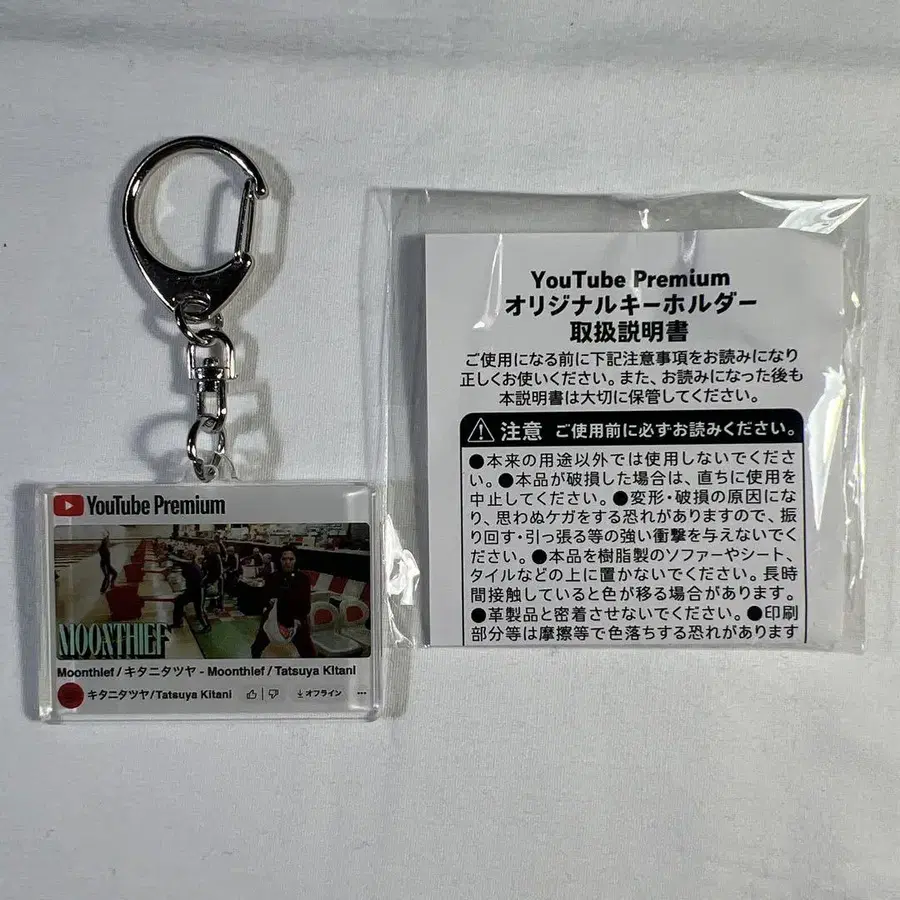 YouTube Premium
MOONTHIEF
Moonthief / キタニタツヤ - Moonthief / Tatsuya Kitani
キタニタツヤ/Tatsuya Kitani
オフライン
YouTube Premium
オリジナルキーホルダー
取扱説明書
ご使用になる前に下記注意事項をお読みになり
正しくお使いください。また、お読みになった後も
本説明書は大切に保管してください。
注意 ご使用前に必ずお読みください。
●本来の用途以外では使用しないでくださ
い。●本品が破損した場合は、直ちに使用を
中止してください。●変形・破損の原因にな
り、思わぬケガをする恐れがありますので、振
り回す・引っ張る等の強い衝撃を与えないでく
ださい。●本品を樹脂製のソファーやシート、
タイルなどの上に置かないでください。長時
間接触していると色が移る場合があります。
●革製品と密着させないでください。●印刷
部分等は摩擦等で色落ちする恐れがあります